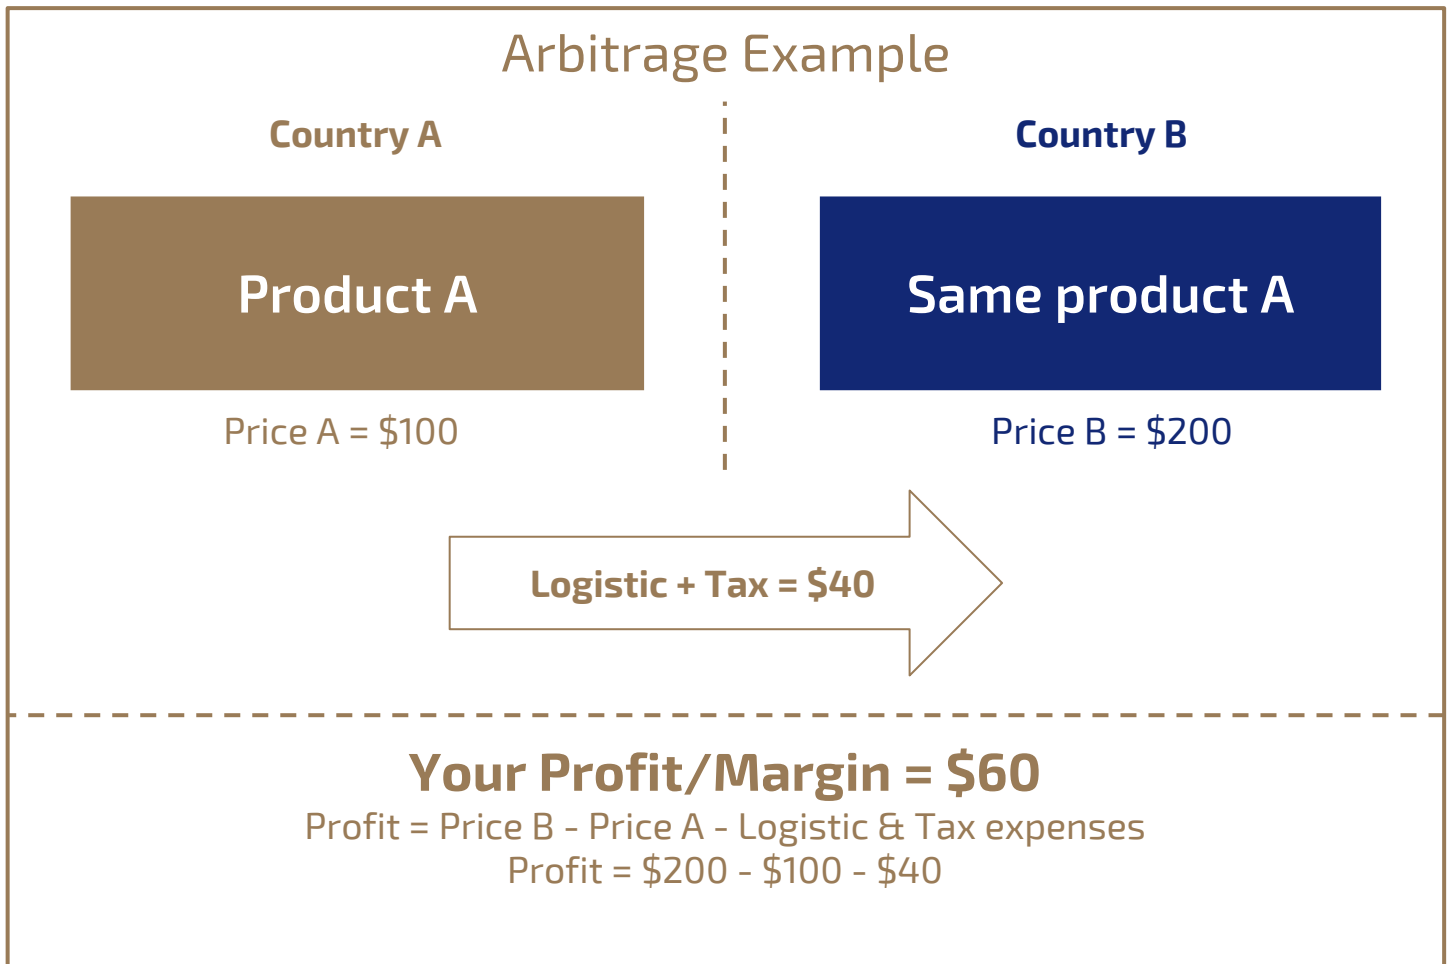 Arbitrage Example
Country A
Country B
Product A
Same product A
Price A = $100
Price B = $200
Logistic + Tax = $40
Your Profit/Margin = $60
Profit = Price B - Price A - Logistic & Tax expenses
Profit = $200 - $100 - $40